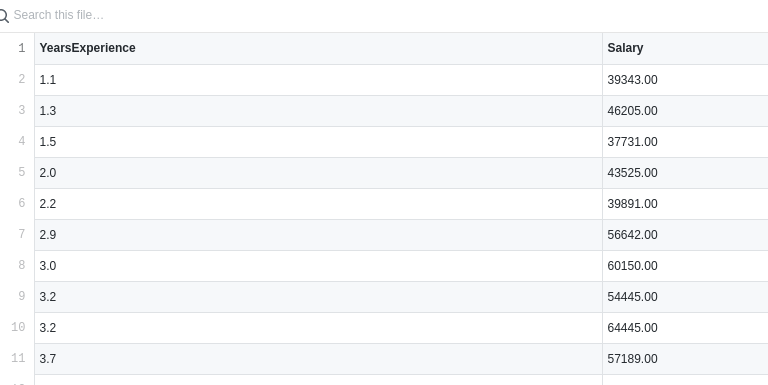 Search this file…
1 YearsExperience Salary
2 1.1 39343.00
3 1.3 46205.00
4 1.5 37731.00
5 2.0 43525.00
6 2.2 39891.00
7 2.9 56642.00
8 3.0 60150.00
9 3.2 54445.00
10 3.2 64445.00
11 3.7 57189.00